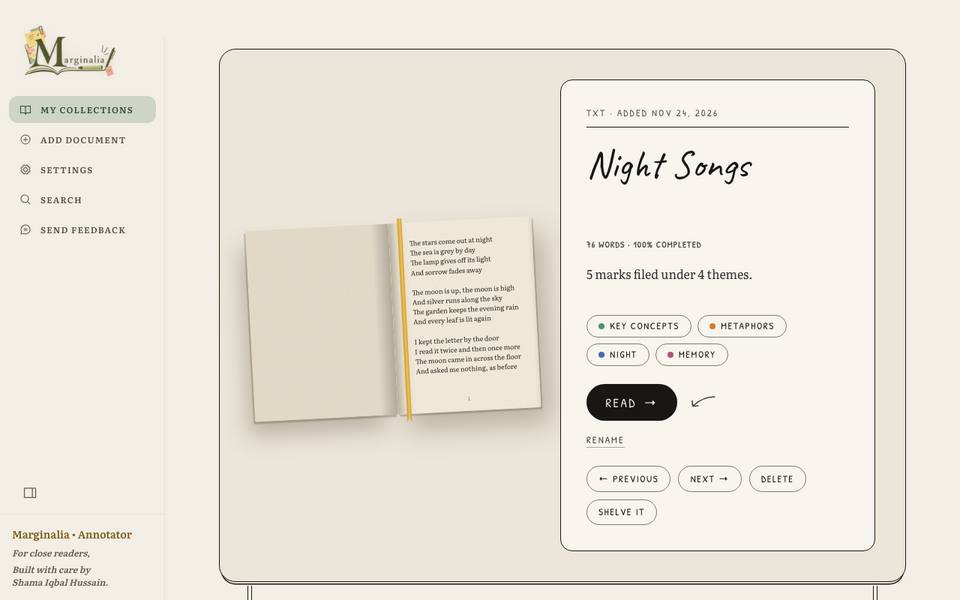 Marginalia
MY COLLECTIONS
ADD DOCUMENT
SETTINGS
SEARCH
SEND FEEDBACK
Marginalia • Annotator
For close readers,
Built with care by
Shama Iqbal Hussain.
The stars come out at night
The sea is grey by day
The lamp gives off its light
And sorrow fades away
The moon is up, the moon is high
And silver runs along the sky
The garden keeps the evening rain
And every leaf is lit again
I kept the letter by the door
I read it twice and then once more
The moon came in across the floor
And asked me nothing, as before
1
TXT · ADDED NOV 24, 2026
Night Songs
76 WORDS · 100% COMPLETED
5 marks filed under 4 themes.
KEY CONCEPTS
METAPHORS
NIGHT
MEMORY
READ →
RENAME
← PREVIOUS
NEXT →
DELETE
SHELVE IT